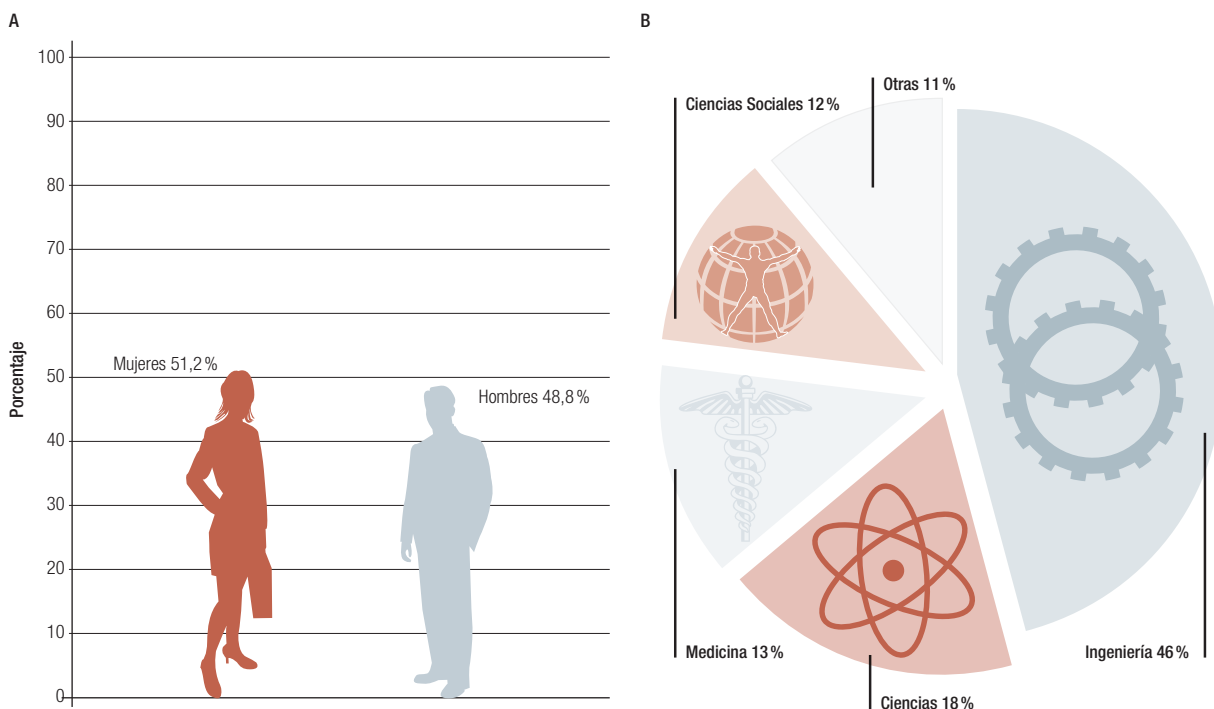 A
100
90
80
70
60
50
40
30
20
10
0
Porcentaje
Mujeres 51,2 %
Hombres 48,8 %
B
Otras 11 %
Ciencias Sociales 12 %
Medicina 13 %
Ingeniería 46 %
Ciencias 18 %